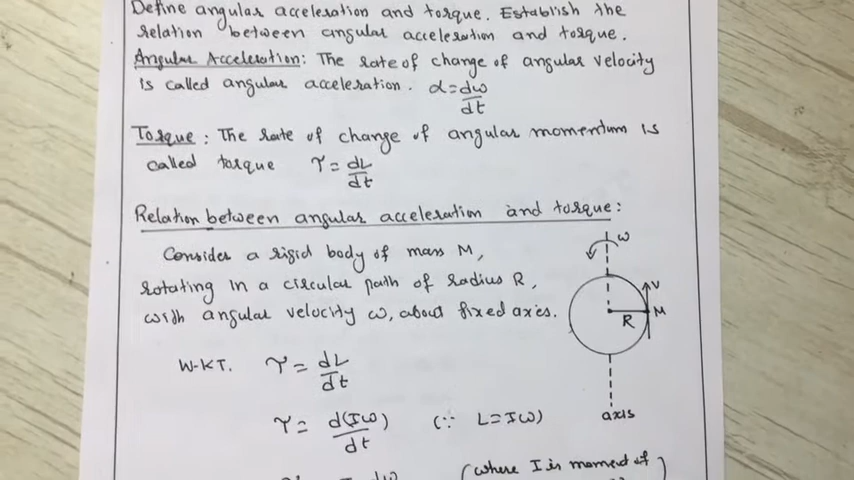 Define angular acceleration and torque. Establish the
relation between angular acceleration and torque.
Angular Acceleration: The rate of change of angular velocity
is called angular acceleration. α = dω/dt
Torque: The rate of change of angular momentum is
called torque τ = dL/dt
Relation between angular acceleration and torque:
Consider a rigid body of mass M,
rotating in a circular path of radius R,
with angular velocity ω, about fixed axes.
ω
V
R
M
axis
W.K.T. τ = dL/dt
τ = d(Iω)/dt (∵ L = Iω)
dω
(where I is moment of